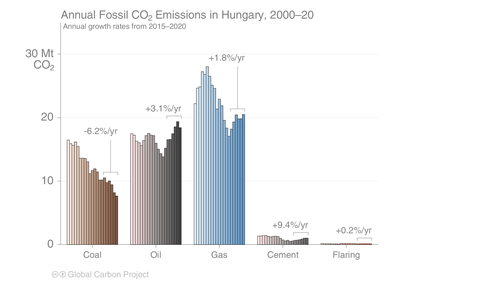 Annual Fossil CO₂ Emissions in Hungary, 2000–20
Annual growth rates from 2015–2020
30 Mt
CO₂
20
10
0
-6.2%/yr
+3.1%/yr
+1.8%/yr
+9.4%/yr
+0.2%/yr
Coal
Oil
Gas
Cement
Flaring
Global Carbon Project